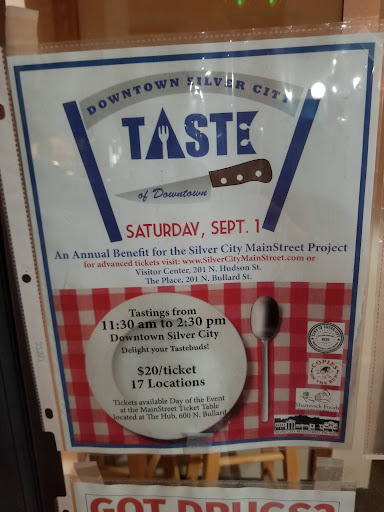 DOWNTOWN SILVER CITY
TASTE
of Downtown
SATURDAY, SEPT. 1
An Annual Benefit for the Silver City MainStreet Project
for advanced tickets visit: www.SilverCityMainStreet.com or
Visitor Center, 201 N. Hudson St.
The Place, 201 N. Bullard St.
Tastings from
11:30 am to 2:30 pm
Downtown Silver City
Delight your Tastebuds!
$20/ticket
17 Locations
Tickets available Day of the Event
at the MainStreet Ticket Table
located at The Hub, 600 N. Bullard
COPIES
Shamrock Foods
GOT DRUGS?